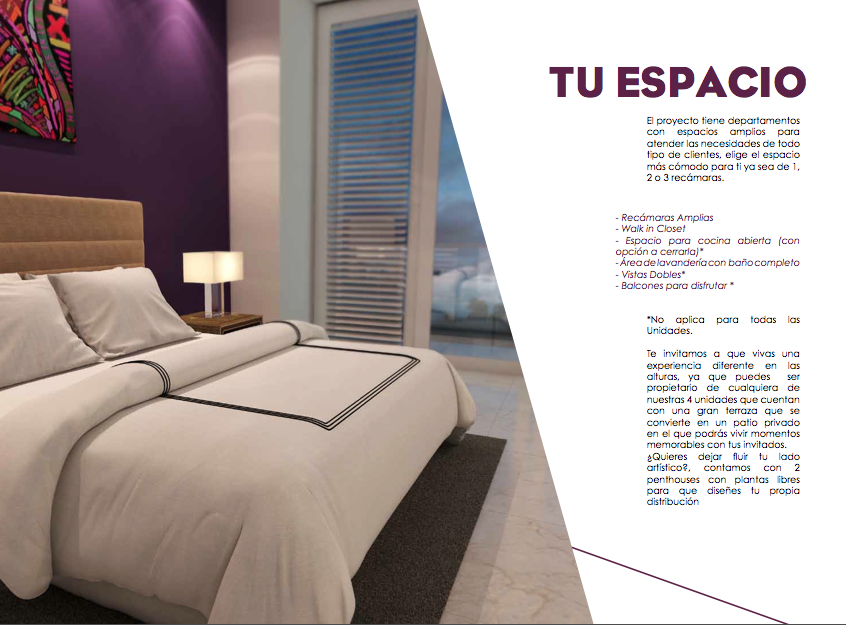 TU ESPACIO
El proyecto tiene departamentos
con espacios amplios para
atender las necesidades de todo
tipo de clientes, elige el espacio
más cómodo para ti ya sea de 1,
2 o 3 recámaras.
- Recámaras Amplias
- Walk in Closet
- Espacio para cocina abierta (con
opción a cerrarla)*
- Área de lavandería con baño completo
- Vistas Dobles*
- Balcones para disfrutar *
*No aplica para todas las
Unidades.
Te invitamos a que vivas una
experiencia diferente en las
alturas, ya que puedes ser
propietario de cualquiera de
nuestras 4 unidades que cuentan
con una gran terraza que se
convierte en un patio privado
en el que podrás vivir momentos
memorables con tus invitados.
¿Quieres dejar fluir tu lado
artístico?, contamos con 2
penthouses con plantas libres
para que diseñes tu propia
distribución